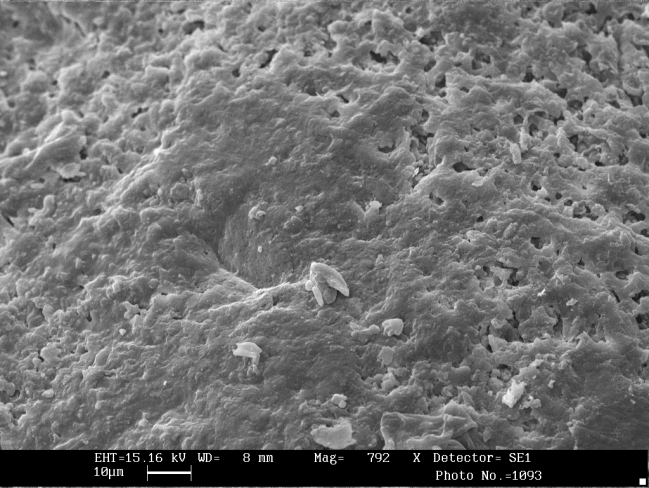 EHT=15.16 kV WD= 8 mm Mag= 792 X Detector= SE1
10µm Photo No.=1093